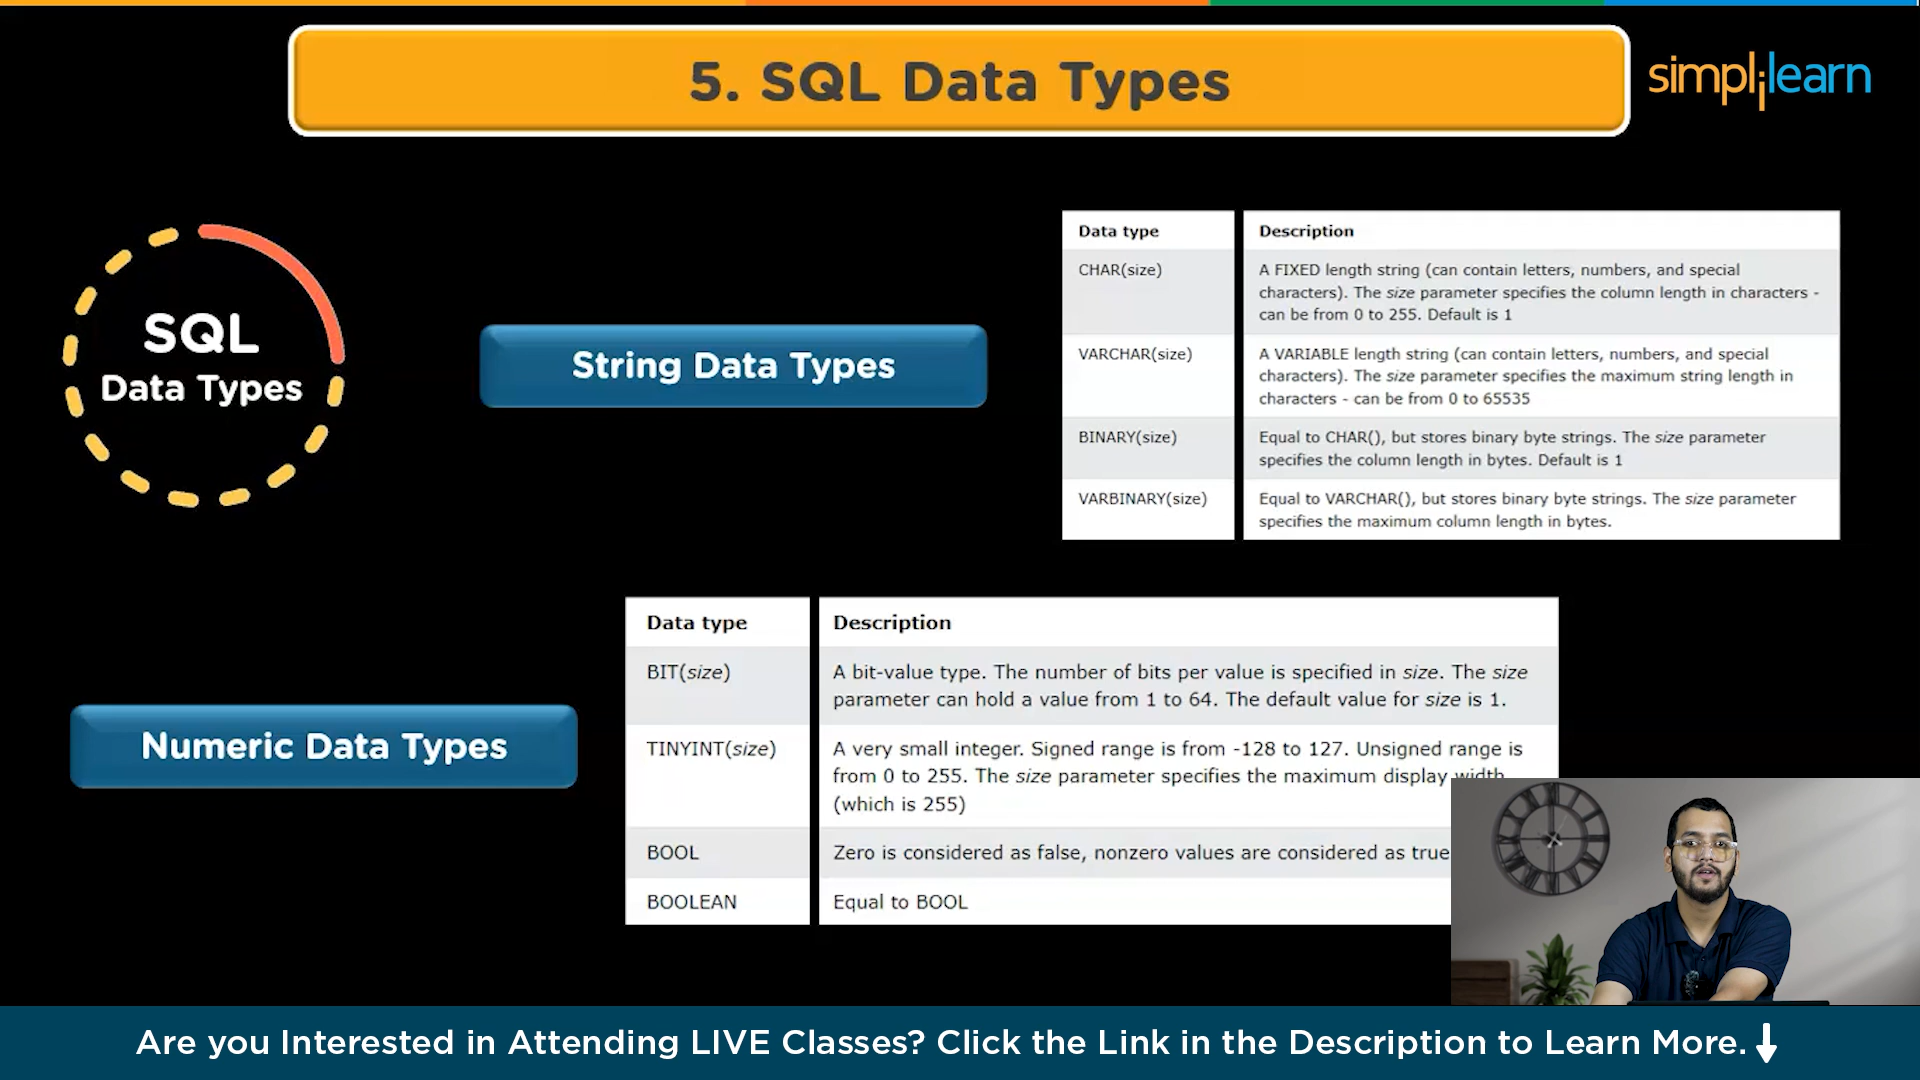 5. SQL Data Types
simplilearn
SQL
Data Types
String Data Types
Data type Description
CHAR(size) A FIXED length string (can contain letters, numbers, and special
characters). The size parameter specifies the column length in characters -
can be from 0 to 255. Default is 1
VARCHAR(size) A VARIABLE length string (can contain letters, numbers, and special
characters). The size parameter specifies the maximum string length in
characters - can be from 0 to 65535
BINARY(size) Equal to CHAR(), but stores binary byte strings. The size parameter
specifies the column length in bytes. Default is 1
VARBINARY(size) Equal to VARCHAR(), but stores binary byte strings. The size parameter
specifies the maximum column length in bytes.
Numeric Data Types
Data type Description
BIT(size) A bit-value type. The number of bits per value is specified in size. The size
parameter can hold a value from 1 to 64. The default value for size is 1.
TINYINT(size) A very small integer. Signed range is from -128 to 127. Unsigned range is
from 0 to 255. The size parameter specifies the maximum display width
(which is 255)
BOOL Zero is considered as false, nonzero values are considered as true
BOOLEAN Equal to BOOL
Are you Interested in Attending LIVE Classes? Click the Link in the Description to Learn More.